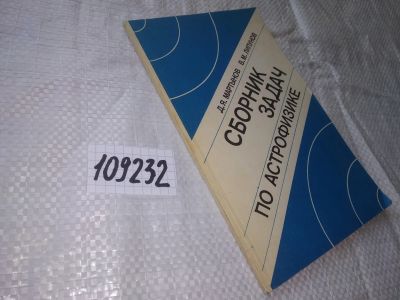 Д.Я. МАРТЫНОВ В.М. ЛИПУНОВ
СБОРНИК
ЗАДАЧ
ПО АСТРОФИЗИКЕ
109232